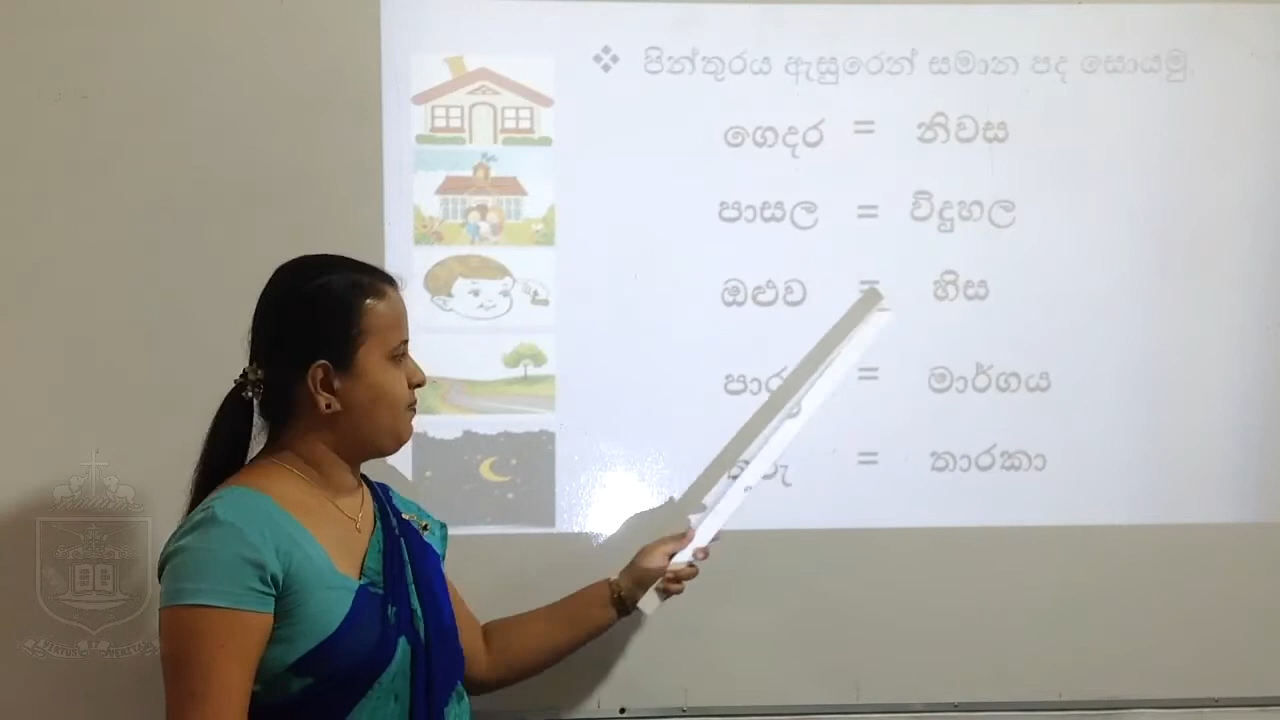 ❖ පින්තූරය ඇසුරෙන් සමාන පද සොයමු.
ගෙදර = නිවස
පාසල = විදුහල
ඔළුව = හිස
= මාර්ගය
= තාරකා